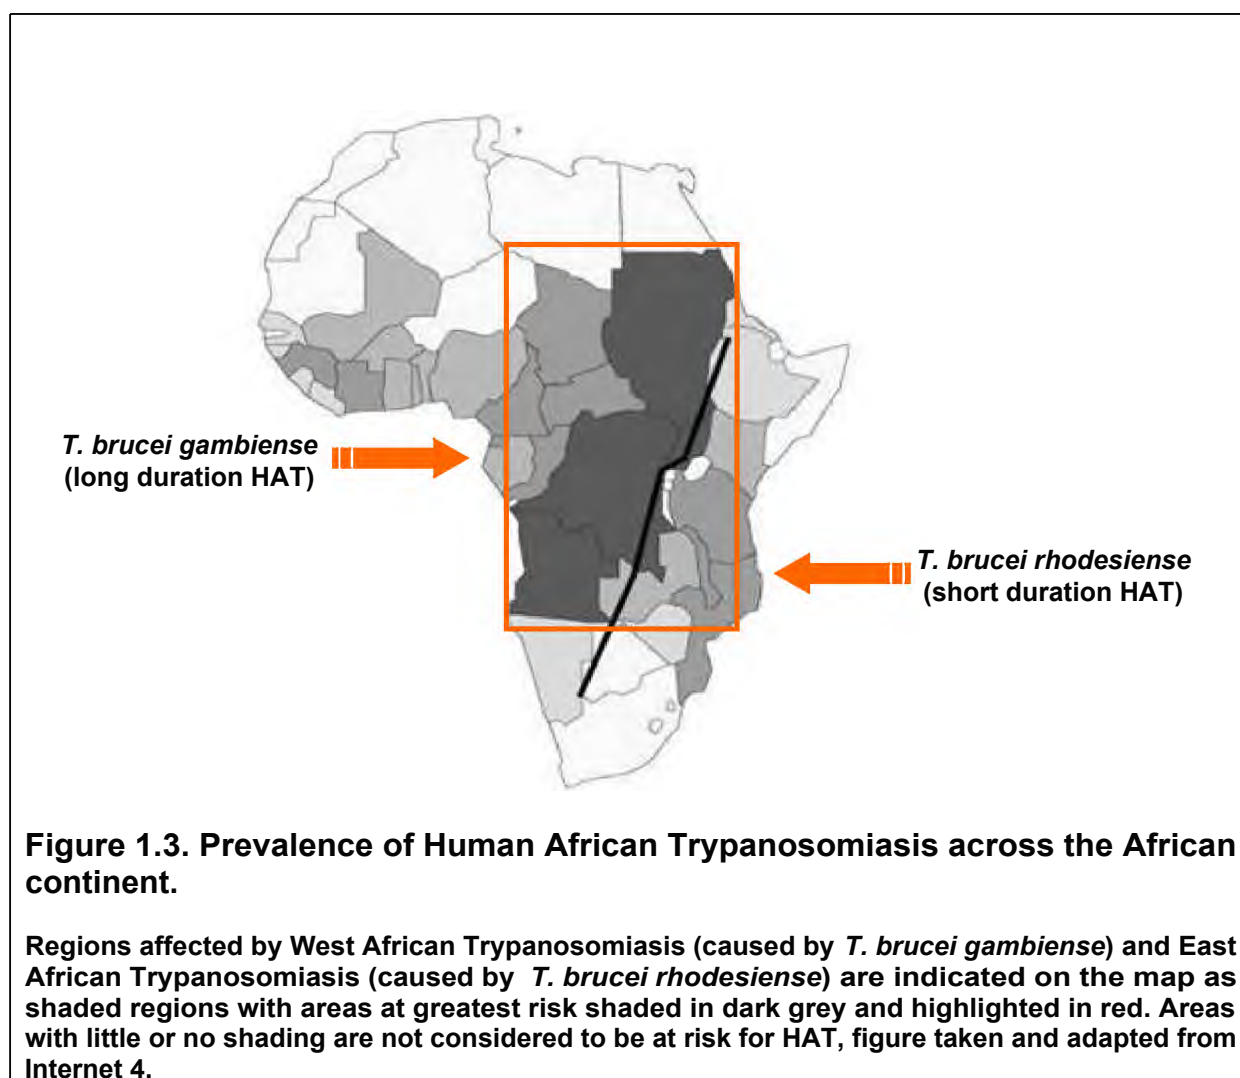 T. brucei gambiense
(long duration HAT)
T. brucei rhodesiense
(short duration HAT)
Figure 1.3. Prevalence of Human African Trypanosomiasis across the African
continent.
Regions affected by West African Trypanosomiasis (caused by T. brucei gambiense) and East
African Trypanosomiasis (caused by T. brucei rhodesiense) are indicated on the map as
shaded regions with areas at greatest risk shaded in dark grey and highlighted in red. Areas
with little or no shading are not considered to be at risk for HAT, figure taken and adapted from
Internet 4.